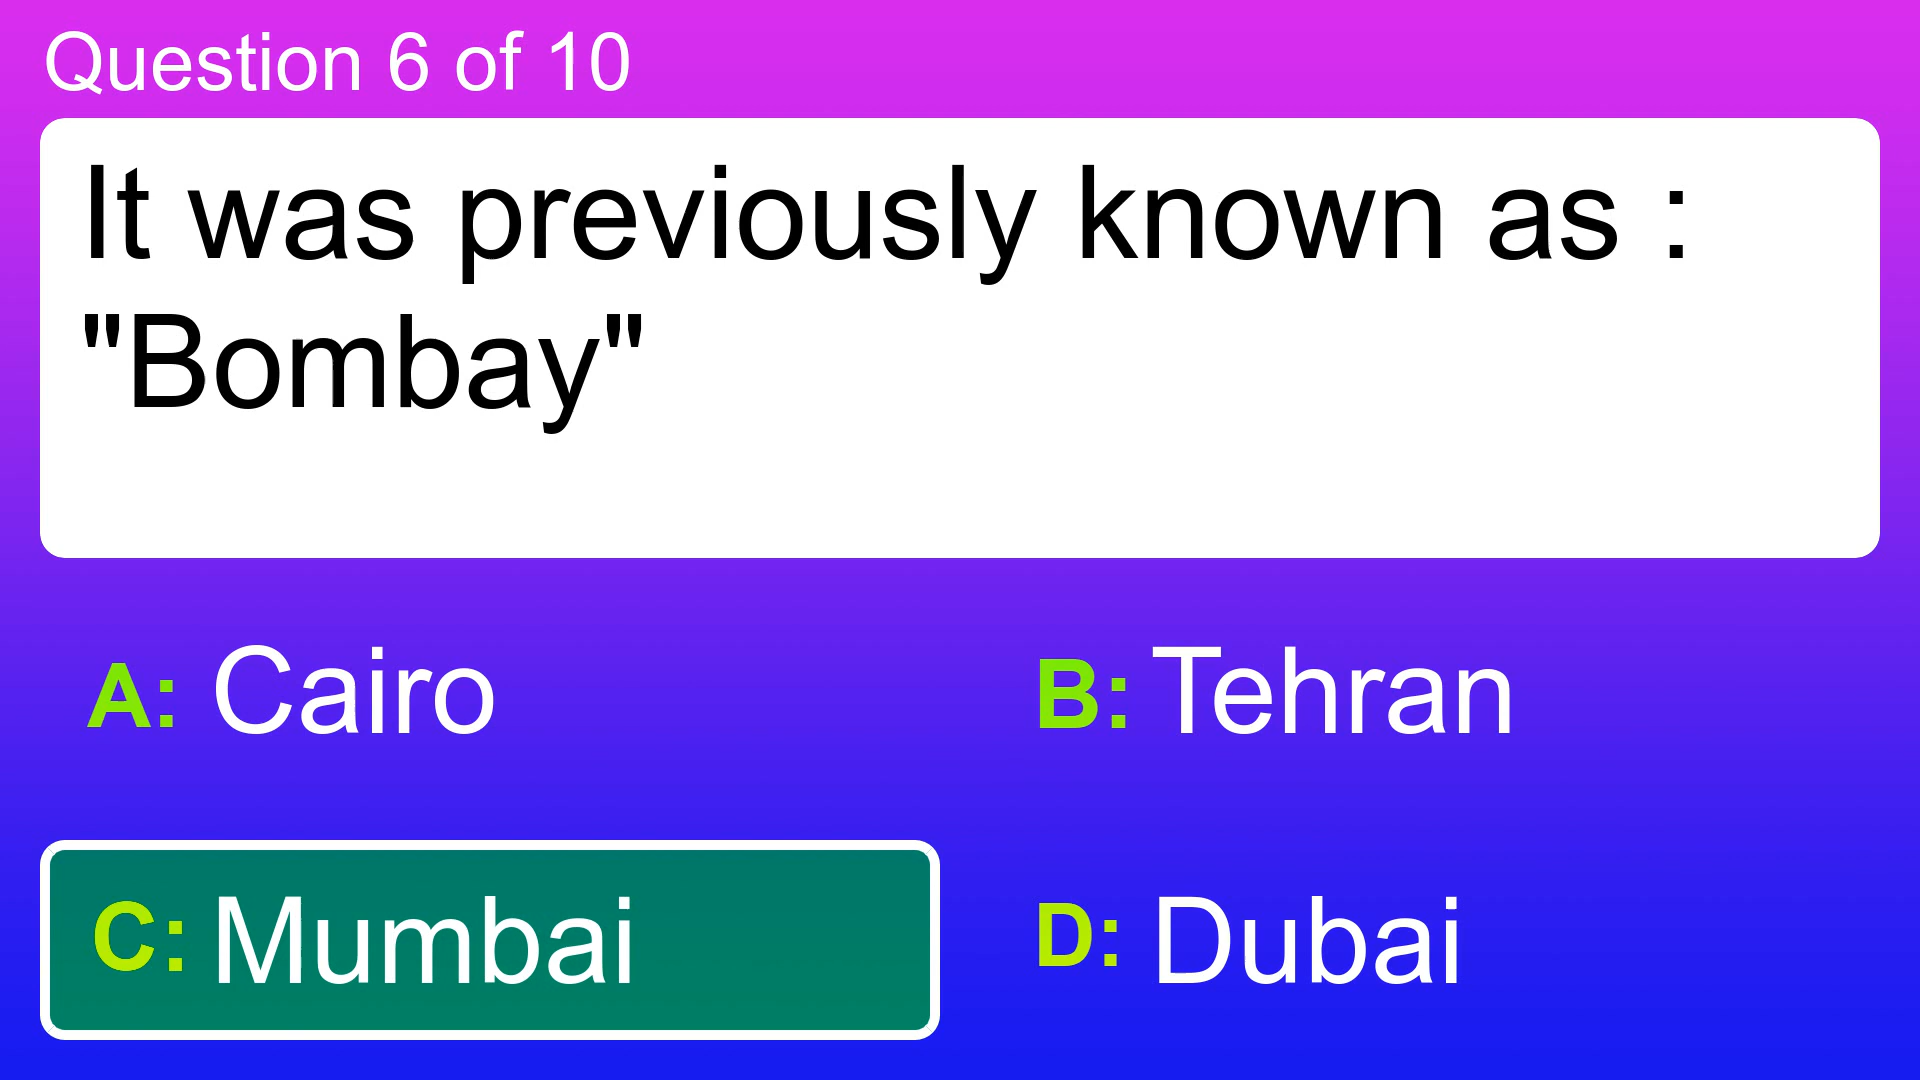 Question 6 of 10
It was previously known as :
"Bombay"
A: Cairo
B: Tehran
C: Mumbai
D: Dubai